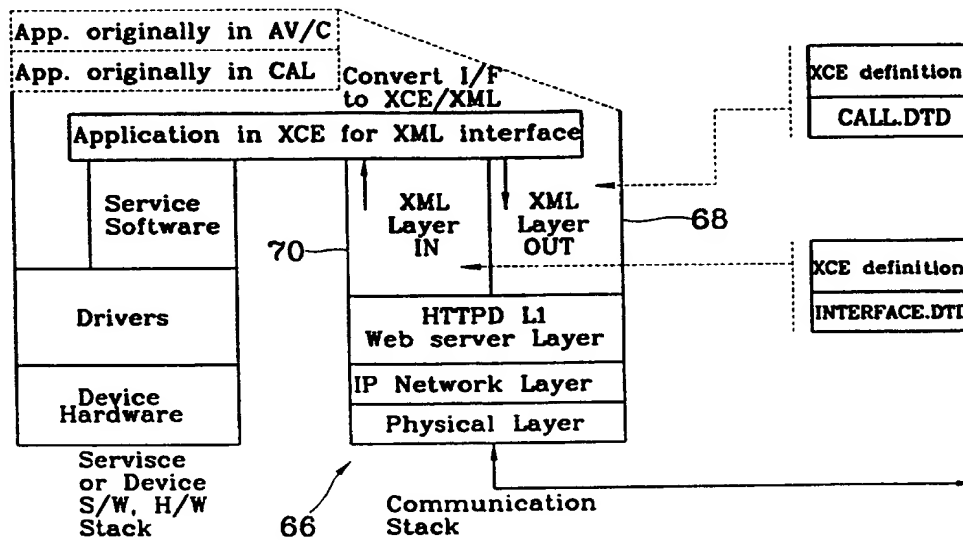 App. originally in AV/C
App. originally in CAL
Convert I/F
to XCE/XML
Application in XCE for XML interface
Service
Software
Drivers
Device
Hardware
Servisce
or Device
S/W, H/W
Stack
70
XML
Layer
IN
XML
Layer
OUT
68
HTTPD L1
Web server Layer
IP Network Layer
Physical Layer
66
Communication
Stack
XCE definition
CALL.DTD
XCE definition
INTERFACE.DTD